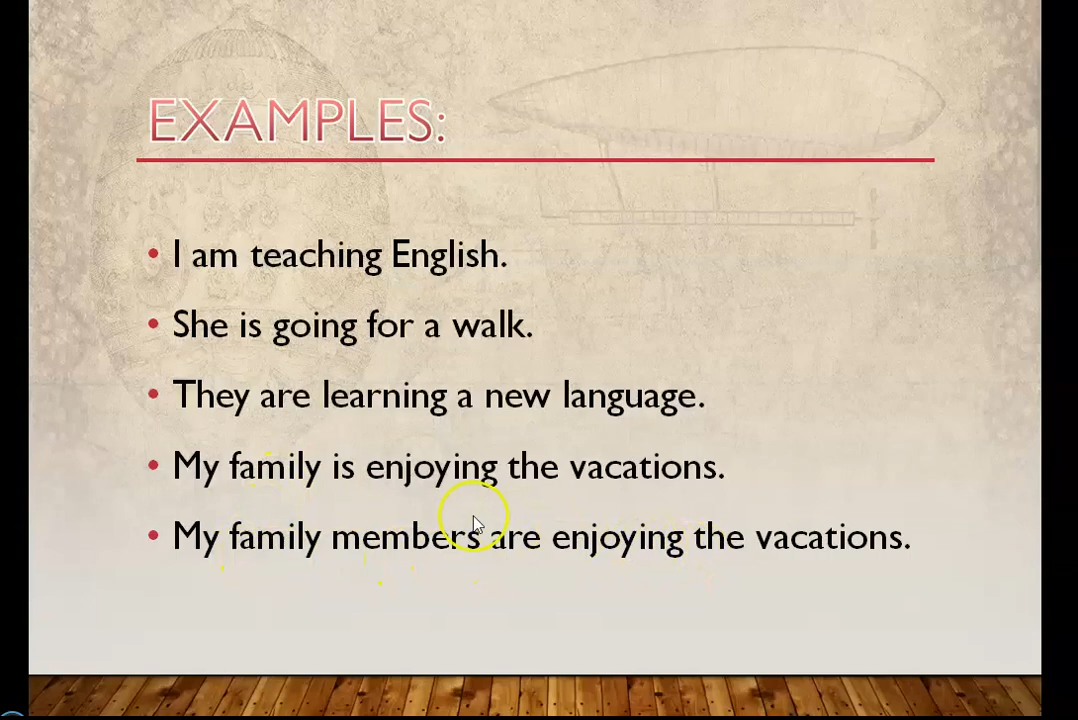 EXAMPLES:
• I am teaching English.
• She is going for a walk.
• They are learning a new language.
• My family is enjoying the vacations.
• My family members are enjoying the vacations.